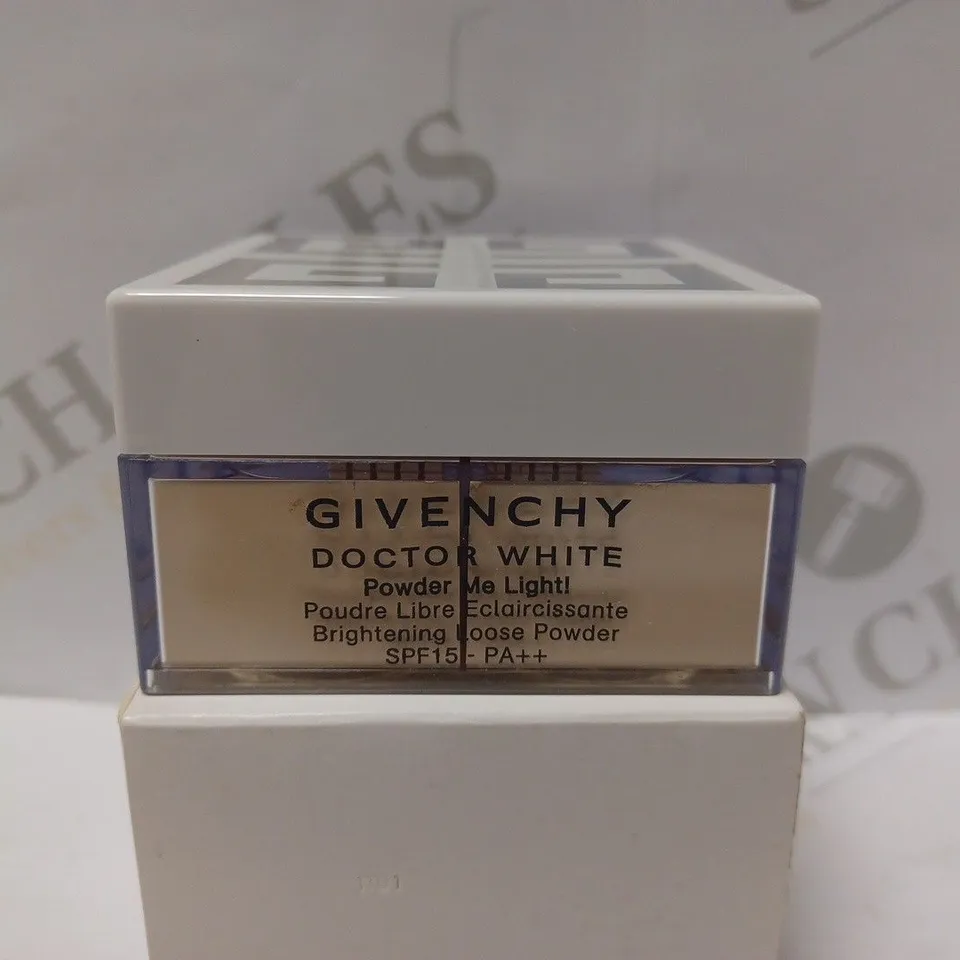 GIVENCHY
DOCTOR WHITE
Powder Me Light!
Poudre Libre Eclaircissante
Brightening Loose Powder
SPF15 - PA++